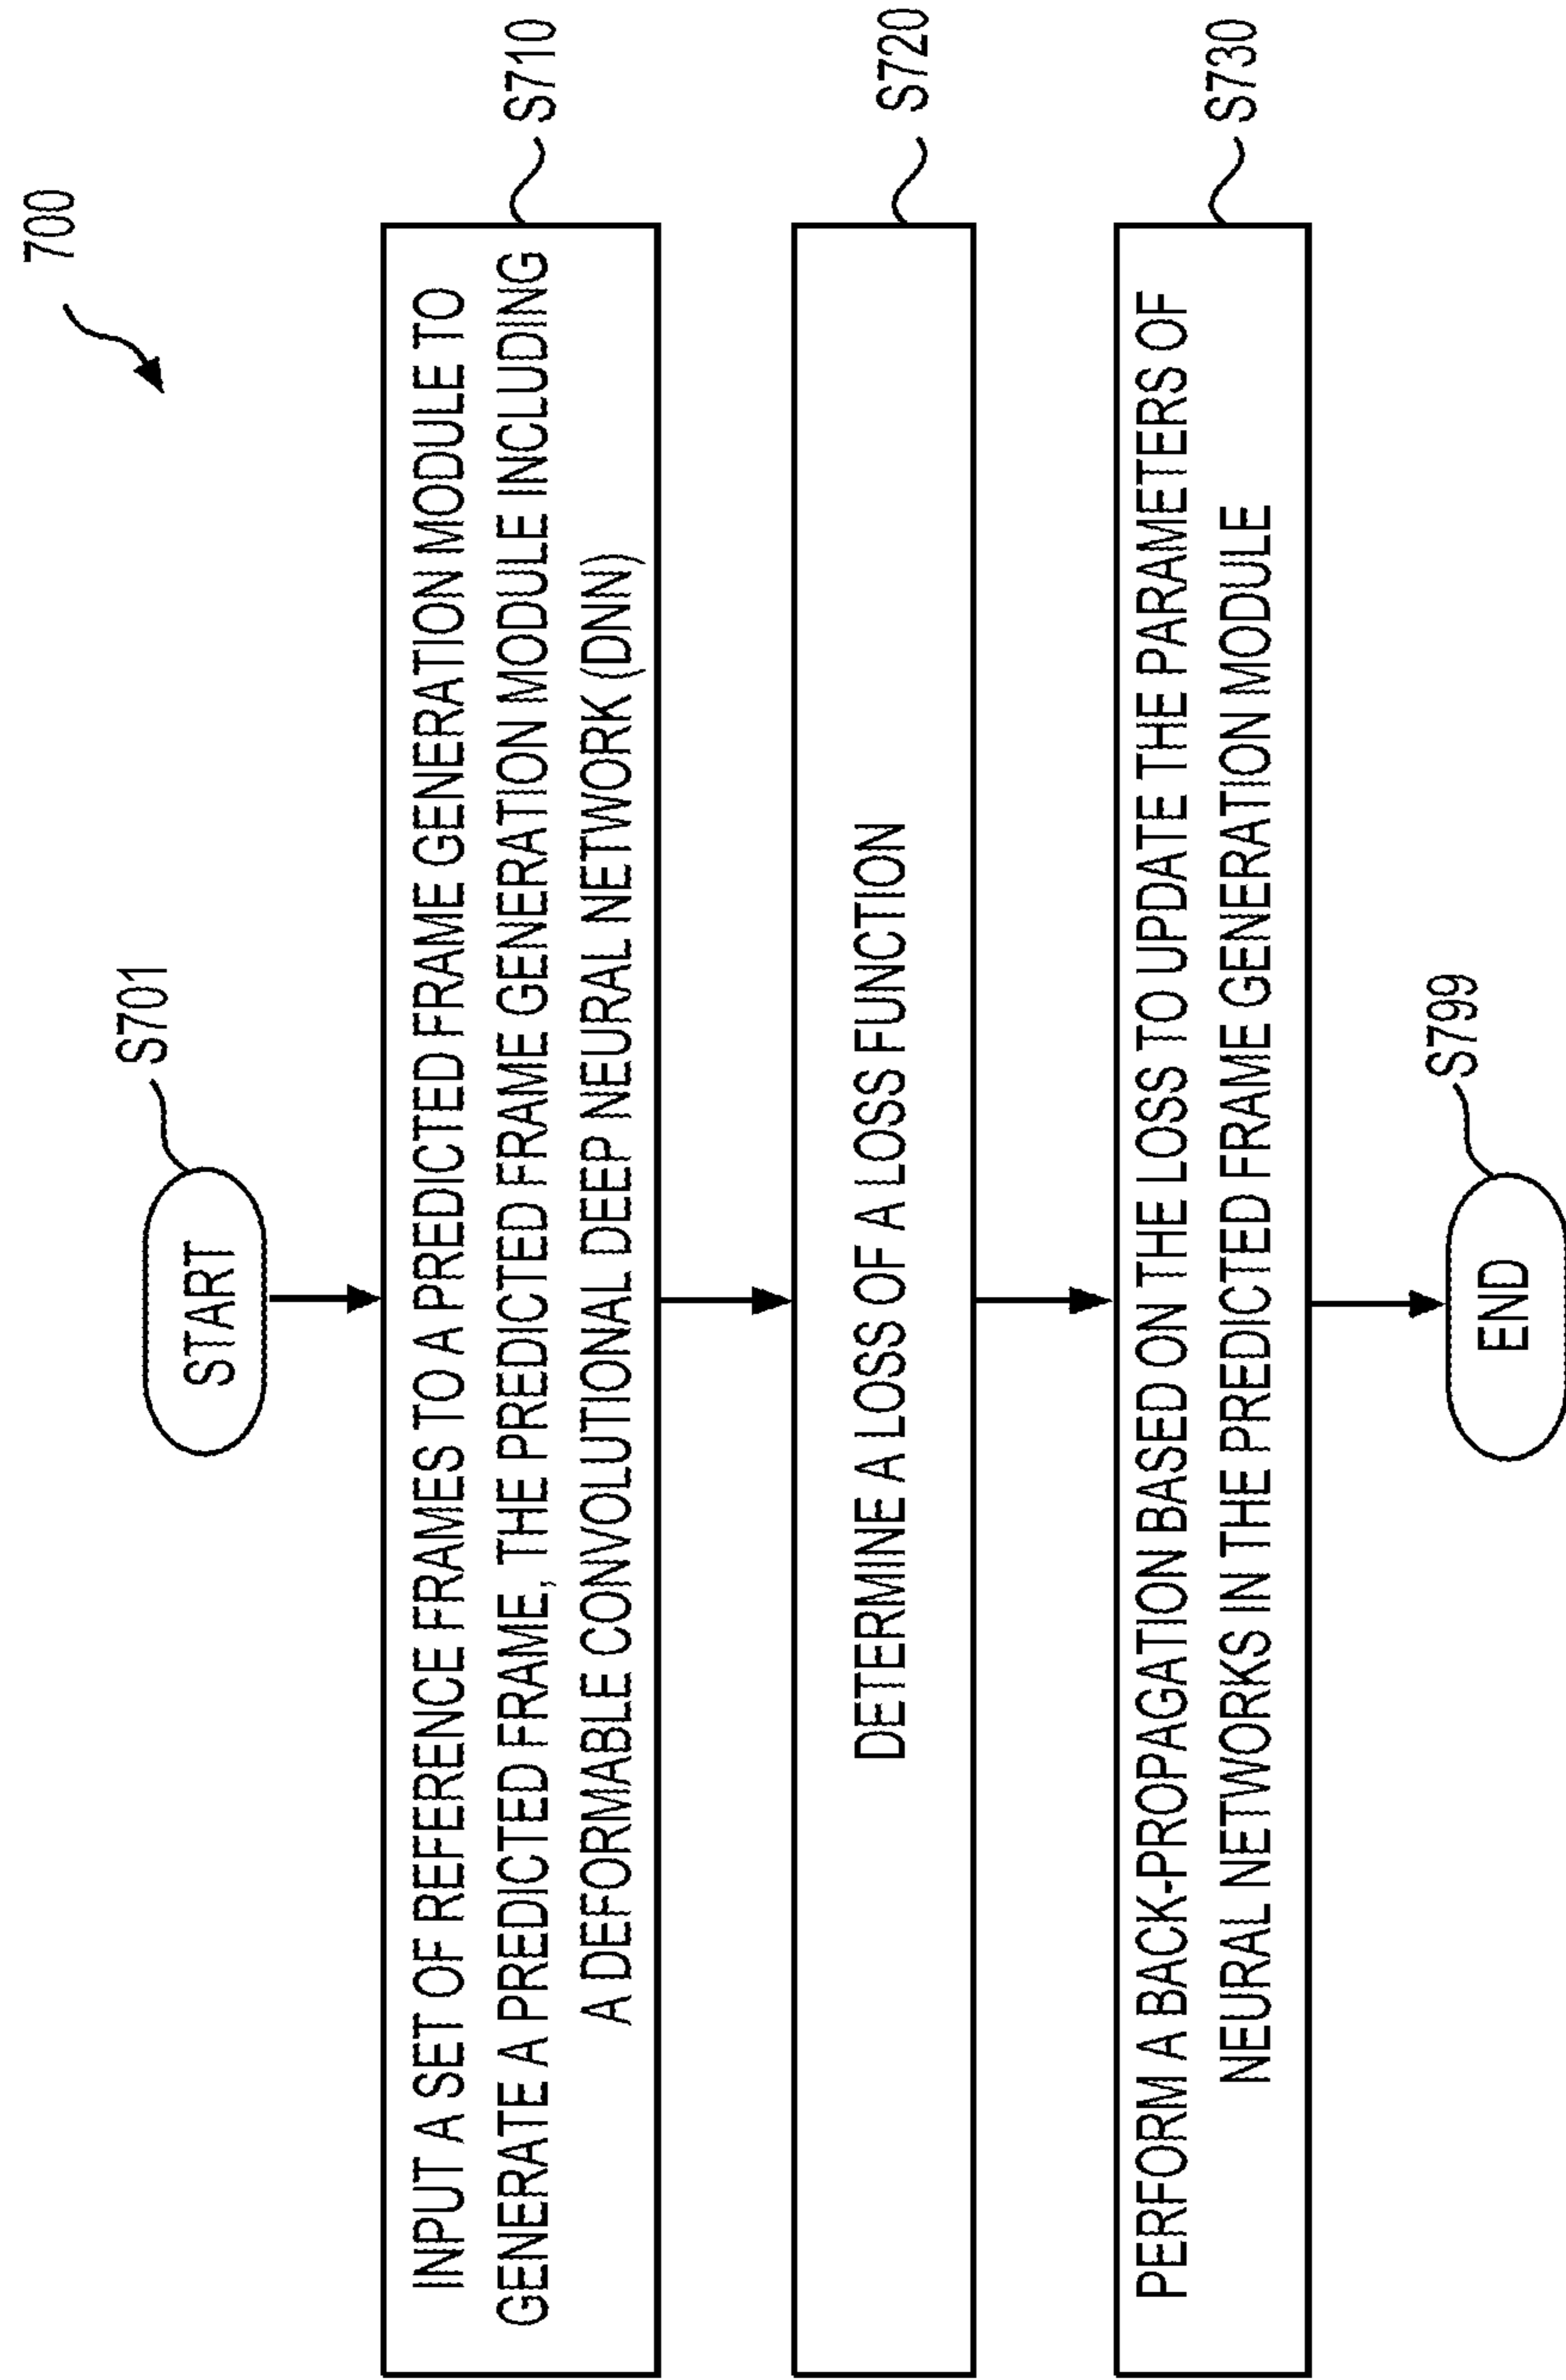 700
S701
START
INPUT A SET OF REFERENCE FRAMES TO A PREDICTED FRAME GENERATION MODULE TO
GENERATE A PREDICTED FRAME, THE PREDICTED FRAME GENERATION MODULE INCLUDING
A DEFORMABLE CONVOLUTIONAL DEEP NEURAL NETWORK (DNN)
S710
DETERMINE A LOSS OF A LOSS FUNCTION
S720
PERFORM A BACK-PROPAGATION BASED ON THE LOSS TO UPDATE THE PARAMETERS OF
NEURAL NETWORKS IN THE PREDICTED FRAME GENERATION MODULE
S730
S799
END